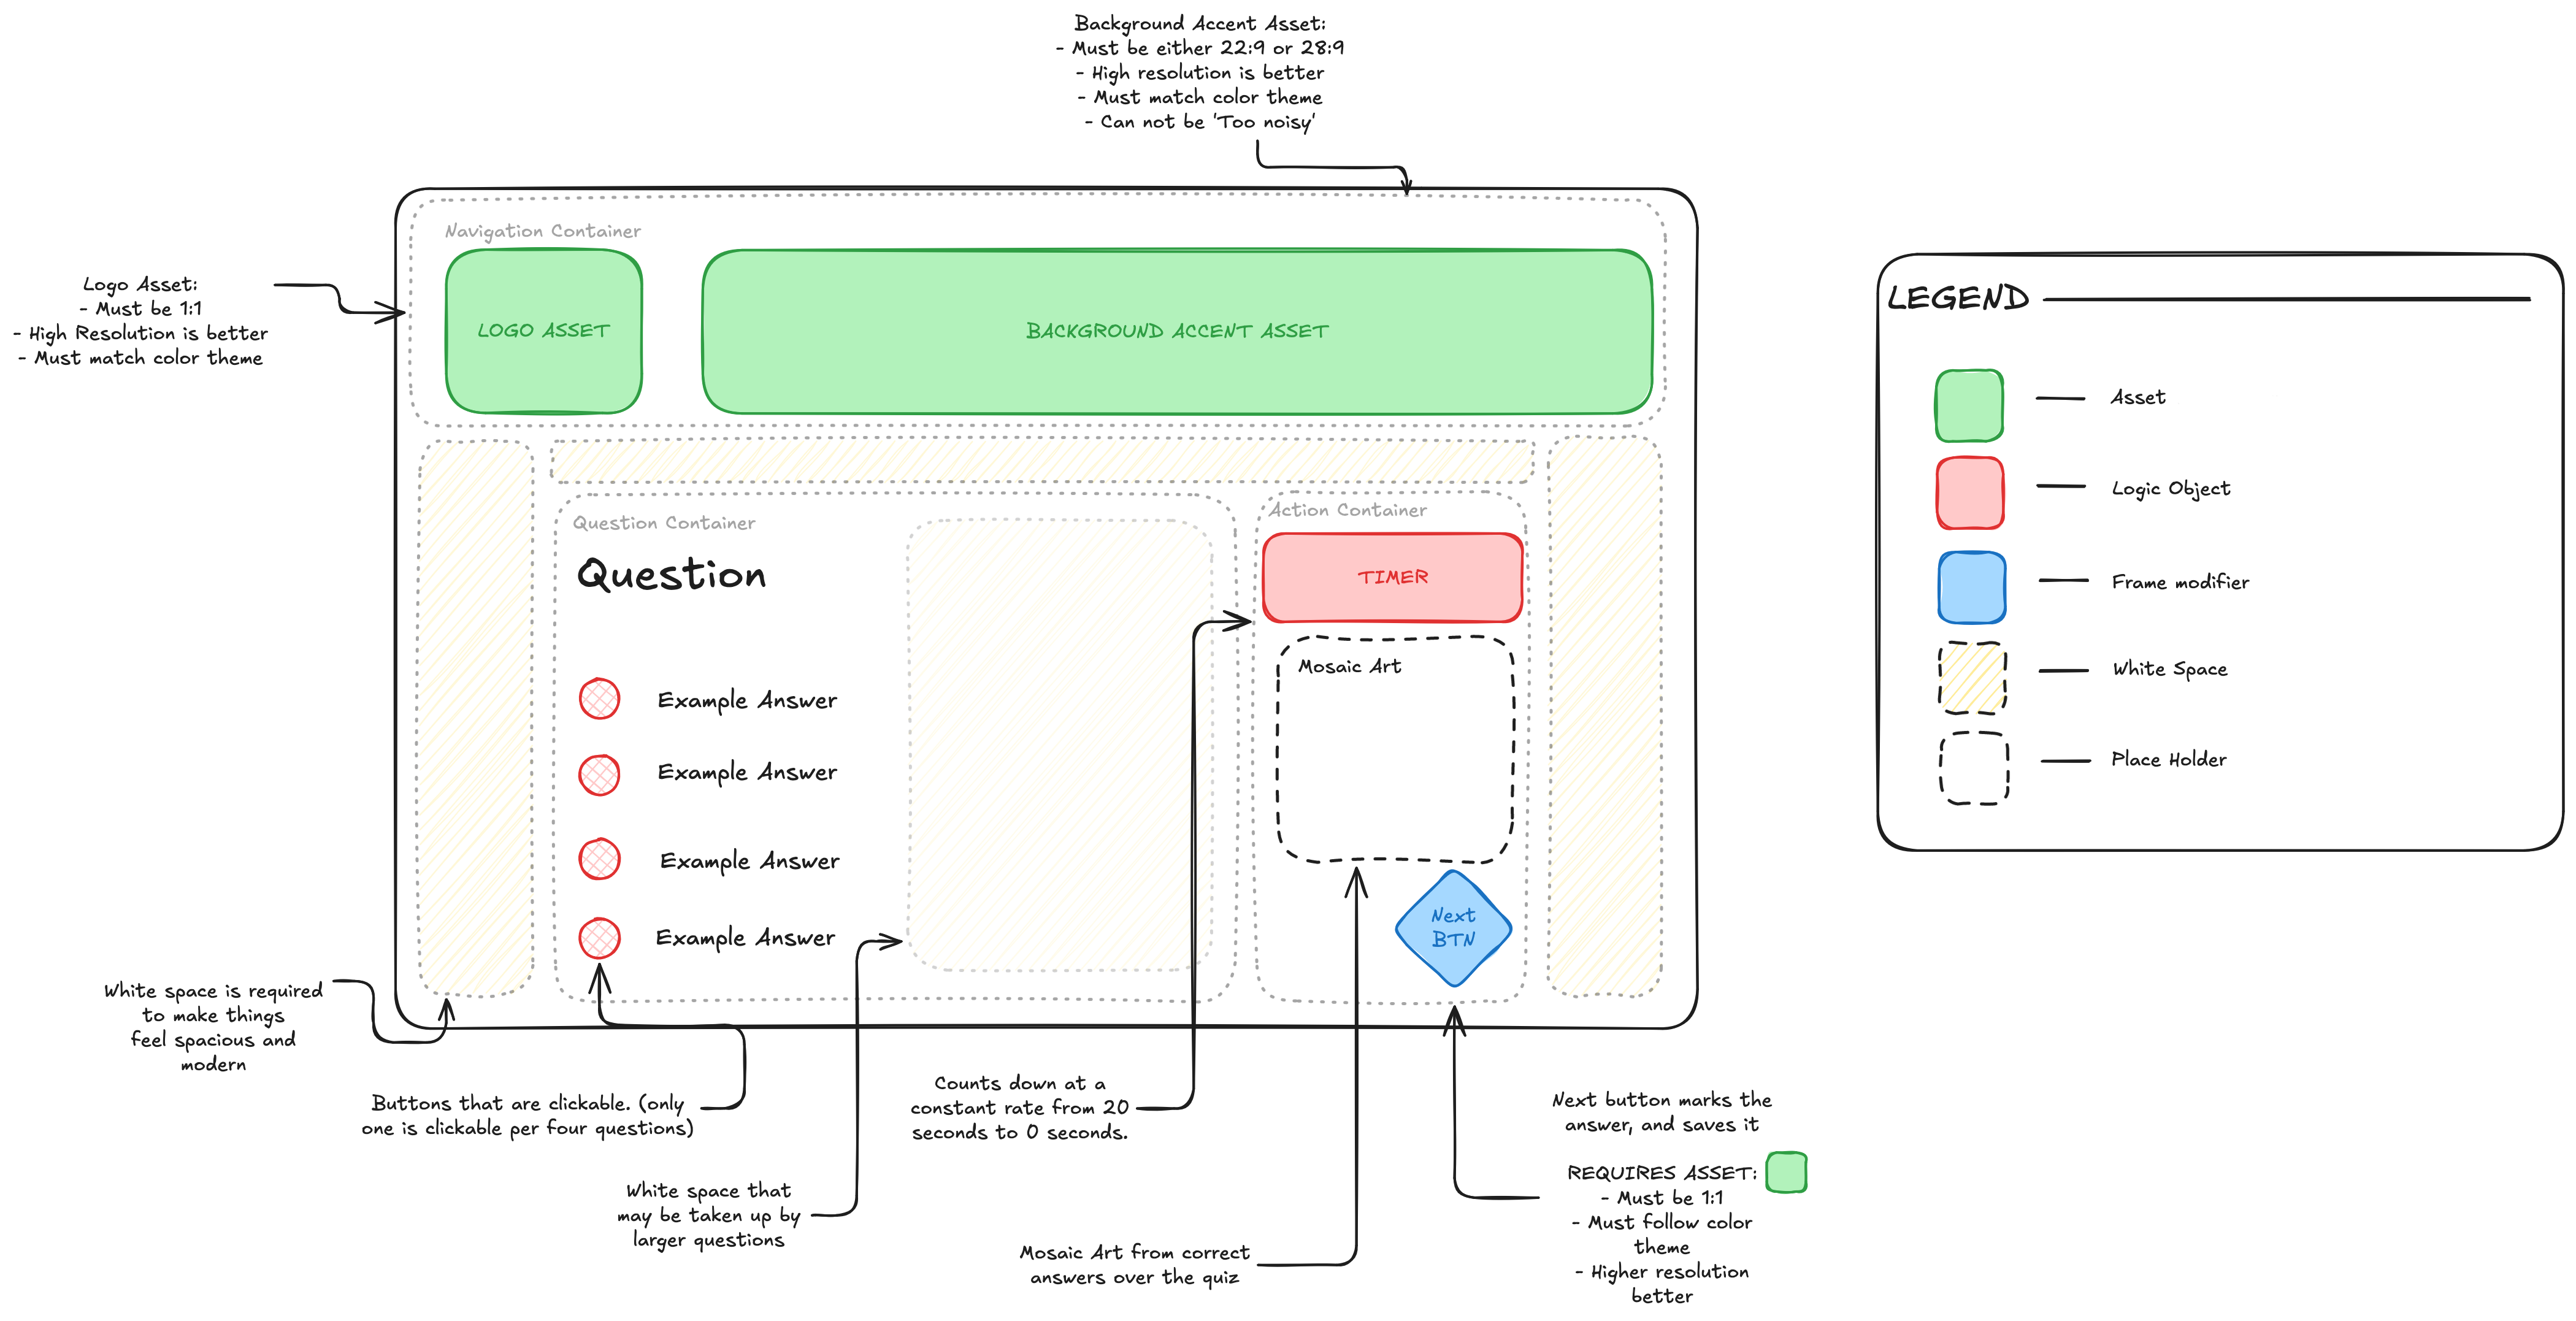 Background Accent Asset:
- Must be either 22:9 or 28:9
- High resolution is better
- Must match color theme
- Can not be 'Too noisy'
Logo Asset:
- Must be 1:1
- High Resolution is better
- Must match color theme
Navigation Container
LOGO ASSET
BACKGROUND ACCENT ASSET
Question Container
Question
Example Answer
Example Answer
Example Answer
Example Answer
Action Container
TIMER
Mosaic Art
Next
BTN
White space is required
to make things
feel spacious and
modern
Buttons that are clickable. (only
one is clickable per four questions)
White space that
may be taken up by
larger questions
Counts down at a
constant rate from 20
seconds to 0 seconds.
Mosaic Art from correct
answers over the quiz
Next button marks the
answer, and saves it
REQUIRES ASSET:
- Must be 1:1
- Must follow color
theme
- Higher resolution
better
LEGEND
Asset
Logic Object
Frame modifier
White Space
Place Holder